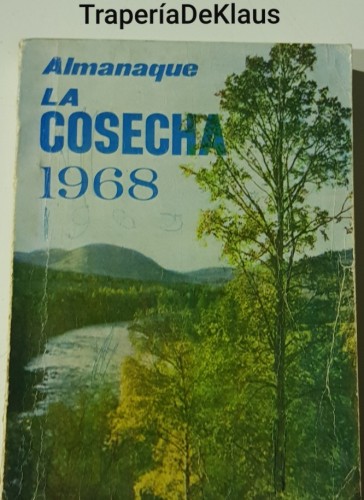 TraperíaDeKlaus
Almanaque
LA
COSECHA
1968